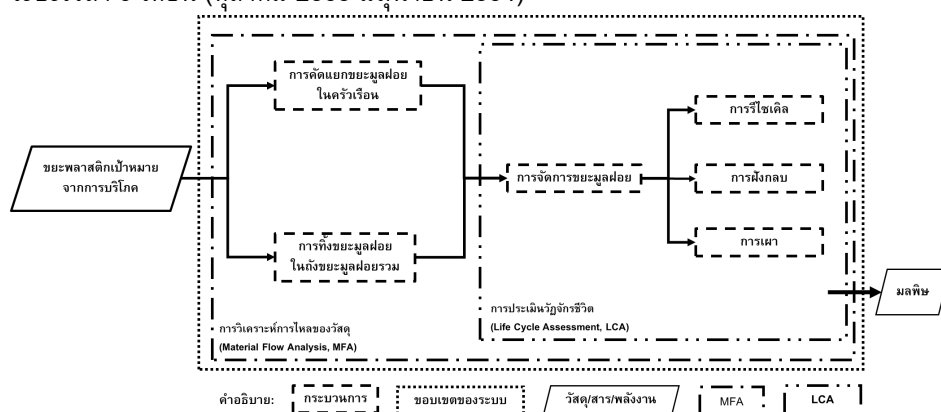 การคัดแยกขยะมูลฝอย
ในครัวเรือน
การรีไซเคิล
ขยะพลาสติกเป้าหมาย
จากการบริโภค
การจัดการขยะมูลฝอย
การฝังกลบ
การทิ้งขยะมูลฝอย
ในถังขยะมูลฝอยรวม
การเผา
มลพิษ
การประเมินวัฏจักรชีวิต
(Life Cycle Assessment, LCA)
การวิเคราะห์การไหลของวัสดุ
(Material Flow Analysis, MFA)
คำอธิบาย: กระบวนการ ขอบเขตของระบบ วัสดุ/สาร/พลังงาน MFA LCA